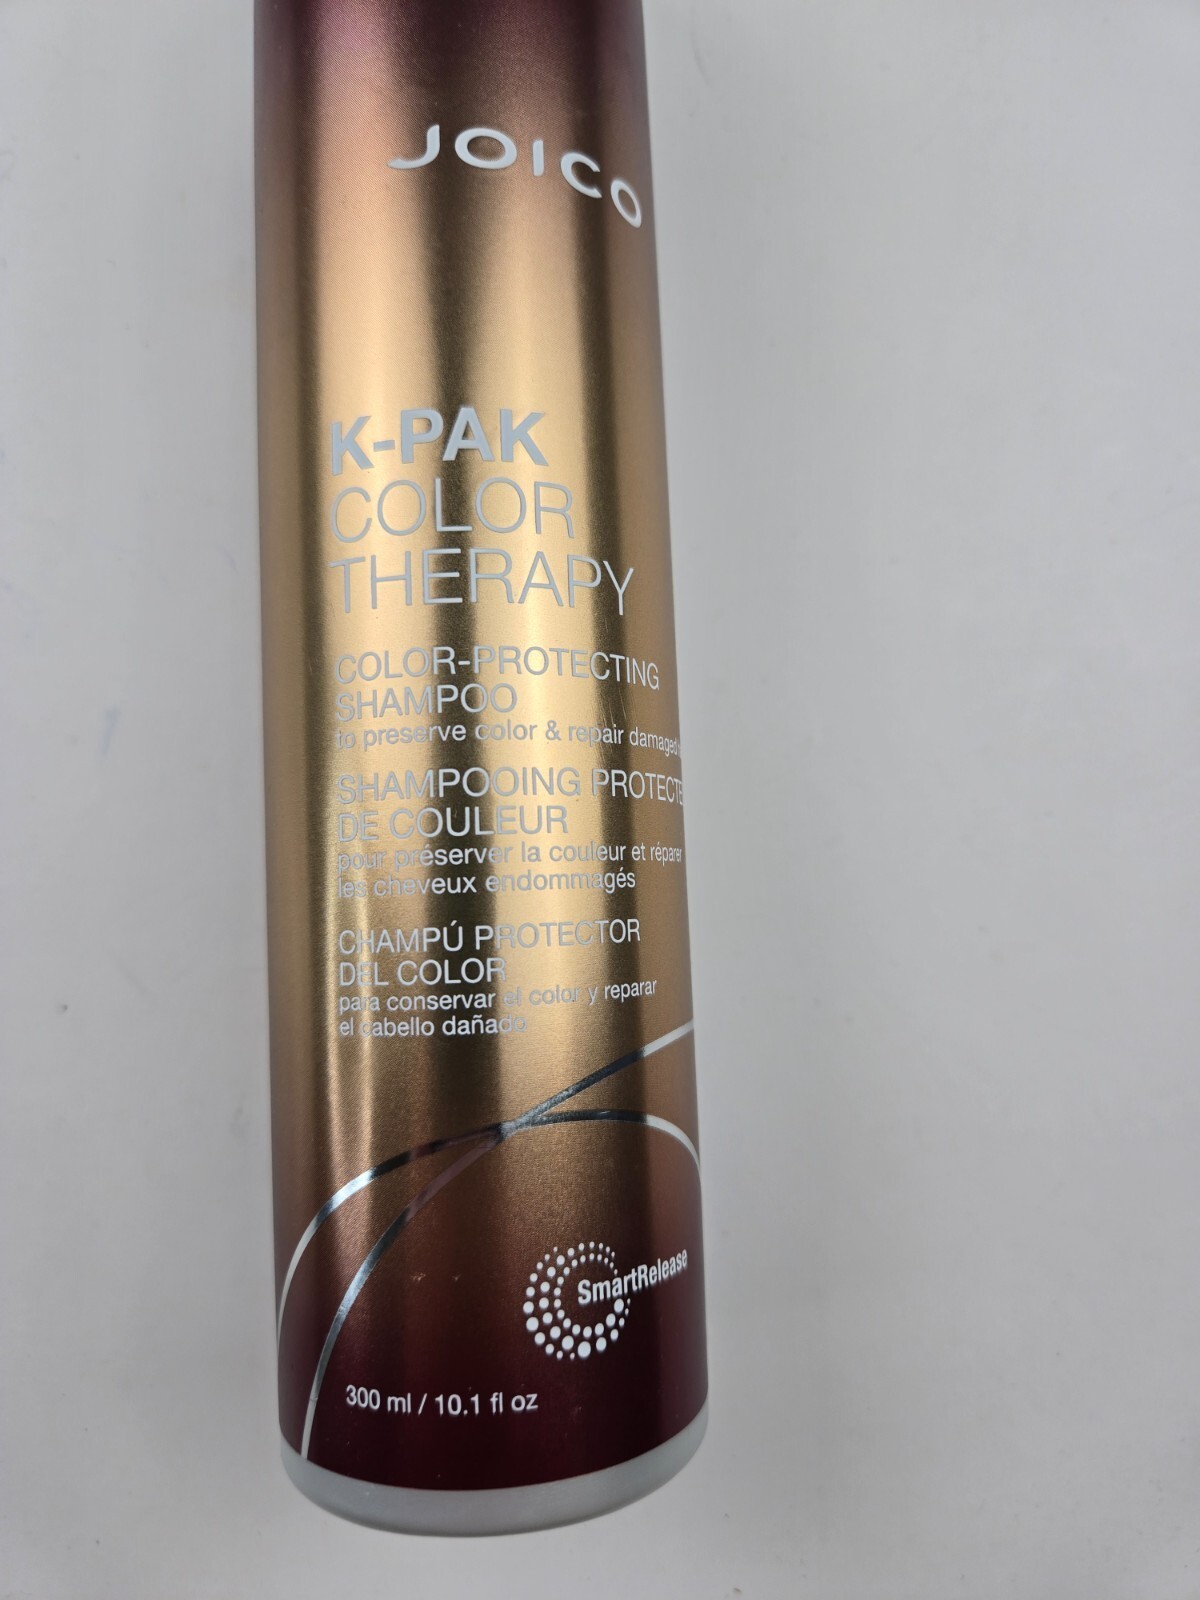 JOICO
K-PAK
COLOR
THERAPY
COLOR-PROTECTING
SHAMPOO
to preserve color & repair damaged
SHAMPOOING PROTECTE
DE COULEUR
pour préserver la couleur et réparer
les cheveux endommagés
CHAMPÚ PROTECTOR
DEL COLOR
para conservar el color y reparar
el cabello dañado
SmartRelease
300 ml / 10.1 fl oz